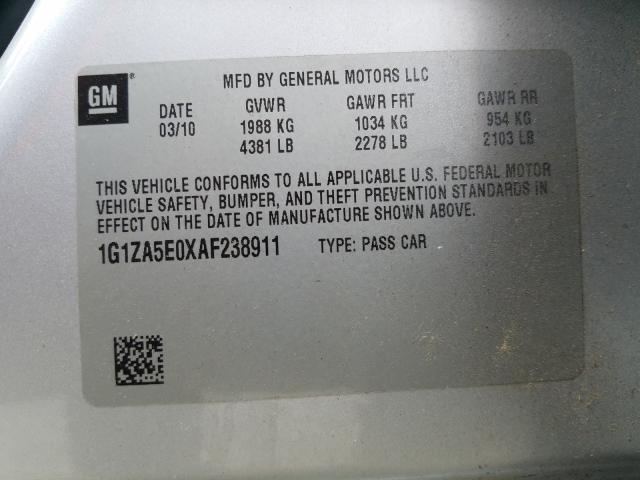 GM®
MFD BY GENERAL MOTORS LLC
DATE GVWR GAWR FRT GAWR RR
03/10 1988 KG 1034 KG 954 KG
4381 LB 2278 LB 2103 LB
THIS VEHICLE CONFORMS TO ALL APPLICABLE U.S. FEDERAL MOTOR
VEHICLE SAFETY, BUMPER, AND THEFT PREVENTION STANDARDS IN
EFFECT ON THE DATE OF MANUFACTURE SHOWN ABOVE.
1G1ZA5E0XAF238911 TYPE: PASS CAR